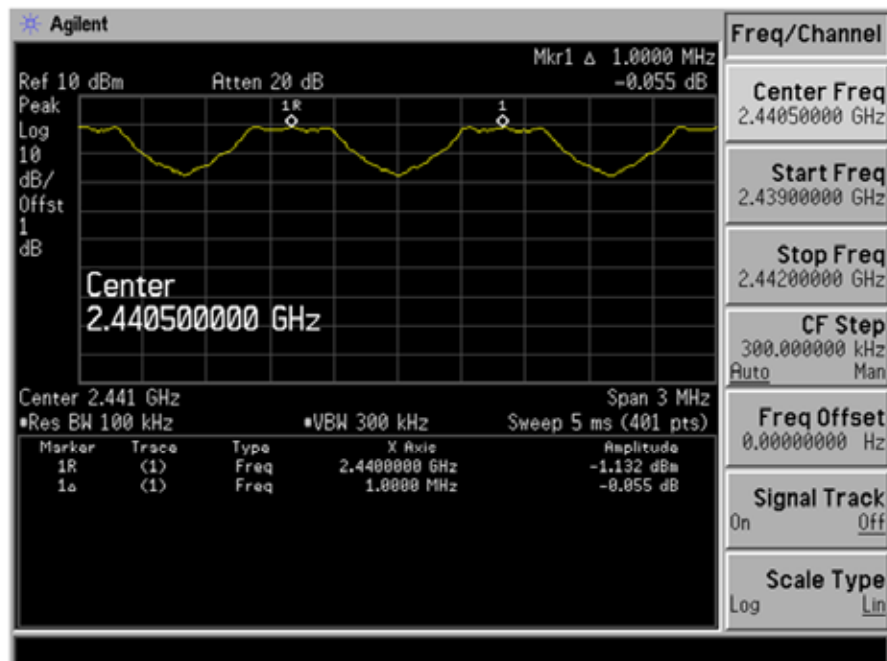 Agilent
Freq/Channel
Mkr1 Δ 1.0000 MHz
Ref 10 dBm Atten 20 dB -0.055 dB
Peak
Log
10
dB/
Offst
1
dB
1R 1
Center
2.440500000 GHz
Center 2.441 GHz Span 3 MHz
*Res BW 100 kHz *VBW 300 kHz Sweep 5 ms (401 pts)
Marker Trace Type X Axis Amplitude
1R (1) Freq 2.4400000 GHz -1.132 dBm
1Δ (1) Freq 1.0000 MHz -0.055 dB
Center Freq
2.44050000 GHz
Start Freq
2.43900000 GHz
Stop Freq
2.44200000 GHz
CF Step
300.000000 kHz
Auto Man
Freq Offset
0.00000000 Hz
Signal Track
On Off
Scale Type
Log Lin